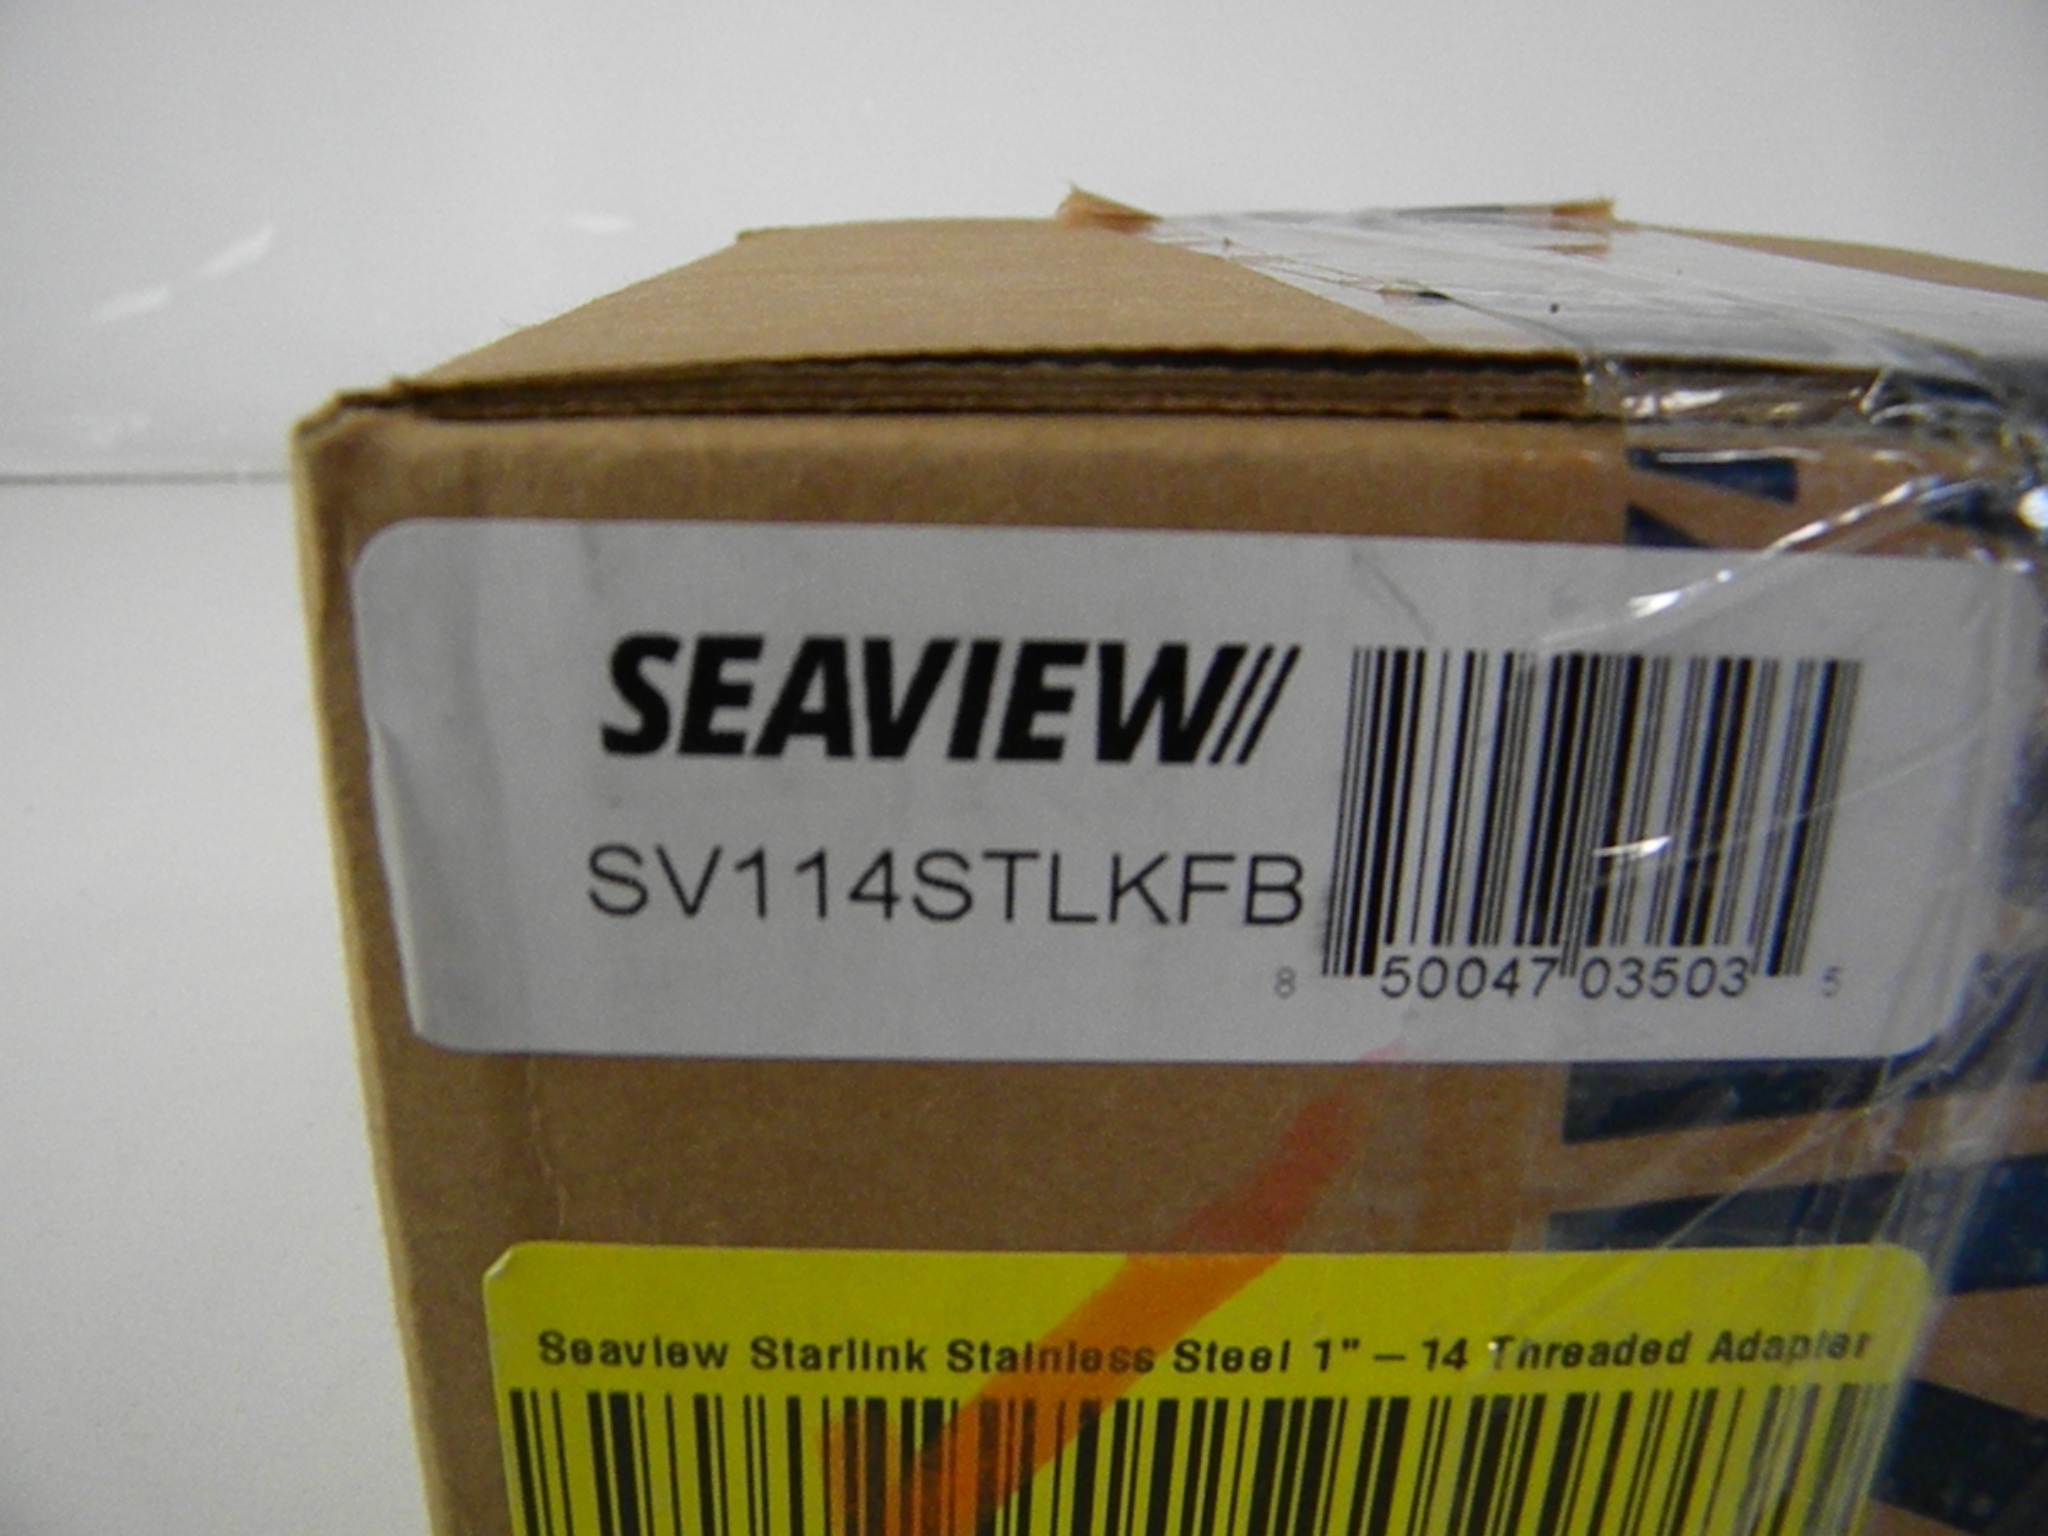 SEAVIEW//
SV114STLKFB
8 50047 03503 5
Seaview Starlink Stainless Steel 1" – 14 Threaded Adapter